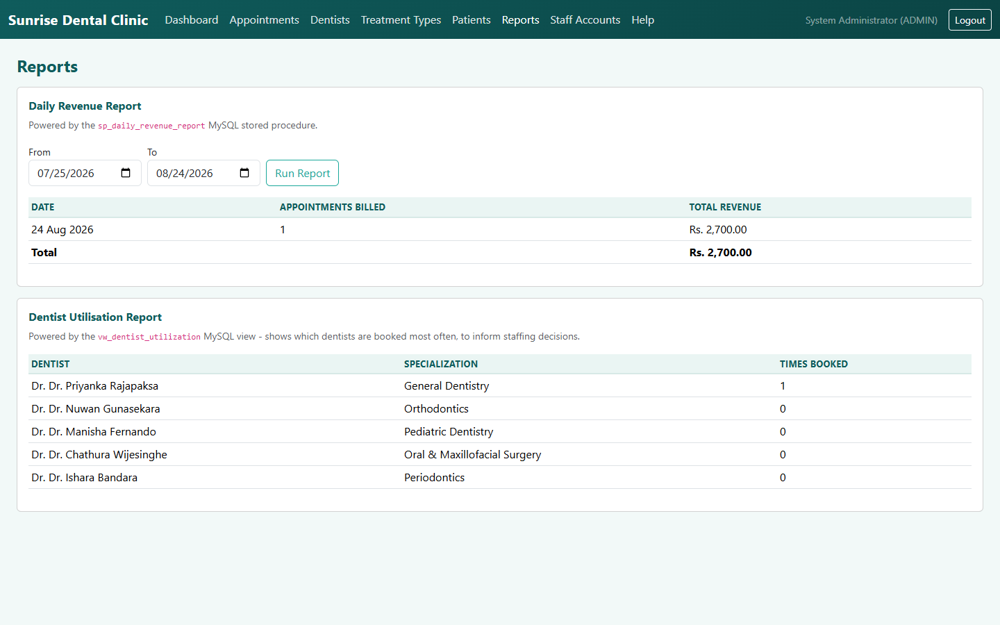 Sunrise Dental Clinic Dashboard Appointments Dentists Treatment Types Patients Reports Staff Accounts Help System Administrator (ADMIN) Logout
Reports
Daily Revenue Report
Powered by the sp_daily_revenue_report MySQL stored procedure.
From To
07/25/2026 08/24/2026 Run Report
DATE APPOINTMENTS BILLED TOTAL REVENUE
24 Aug 2026 1 Rs. 2,700.00
Total Rs. 2,700.00
Dentist Utilisation Report
Powered by the vw_dentist_utilization MySQL view - shows which dentists are booked most often, to inform staffing decisions.
DENTIST SPECIALIZATION TIMES BOOKED
Dr. Dr. Priyanka Rajapaksa General Dentistry 1
Dr. Dr. Nuwan Gunasekara Orthodontics 0
Dr. Dr. Manisha Fernando Pediatric Dentistry 0
Dr. Dr. Chathura Wijesinghe Oral & Maxillofacial Surgery 0
Dr. Dr. Ishara Bandara Periodontics 0